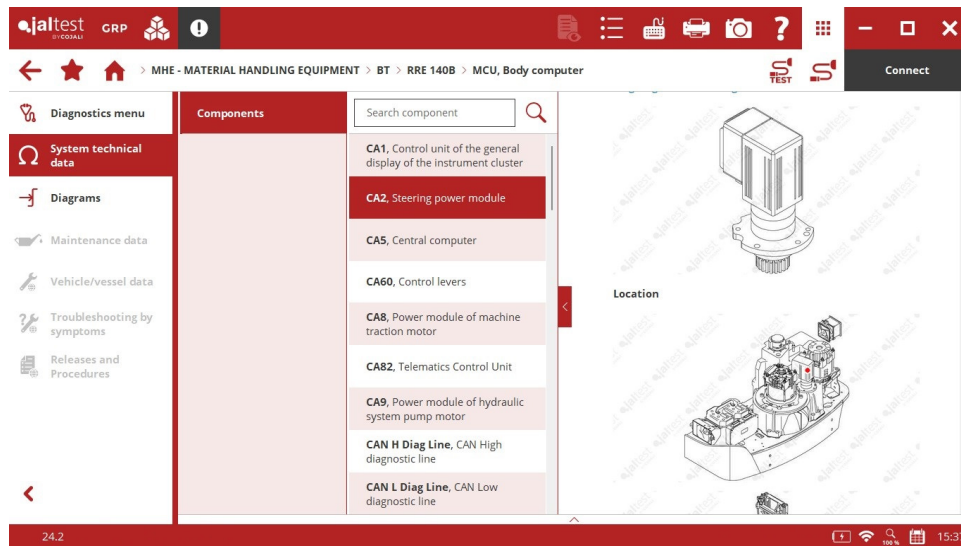 jaltest GRP
BY COJALI
MHE - MATERIAL HANDLING EQUIPMENT > BT > RRE 140B > MCU, Body computer
TEST
Connect
Diagnostics menu
System technical
data
Diagrams
Maintenance data
Vehicle/vessel data
Troubleshooting by
symptoms
Releases and
Procedures
Components
Search component
CA1, Control unit of the general
display of the instrument cluster
CA2, Steering power module
CA5, Central computer
CA60, Control levers
CA8, Power module of machine
traction motor
CA82, Telematics Control Unit
CA9, Power module of hydraulic
system pump motor
CAN H Diag Line, CAN High
diagnostic line
CAN L Diag Line, CAN Low
diagnostic line
Location
24.2
100 %